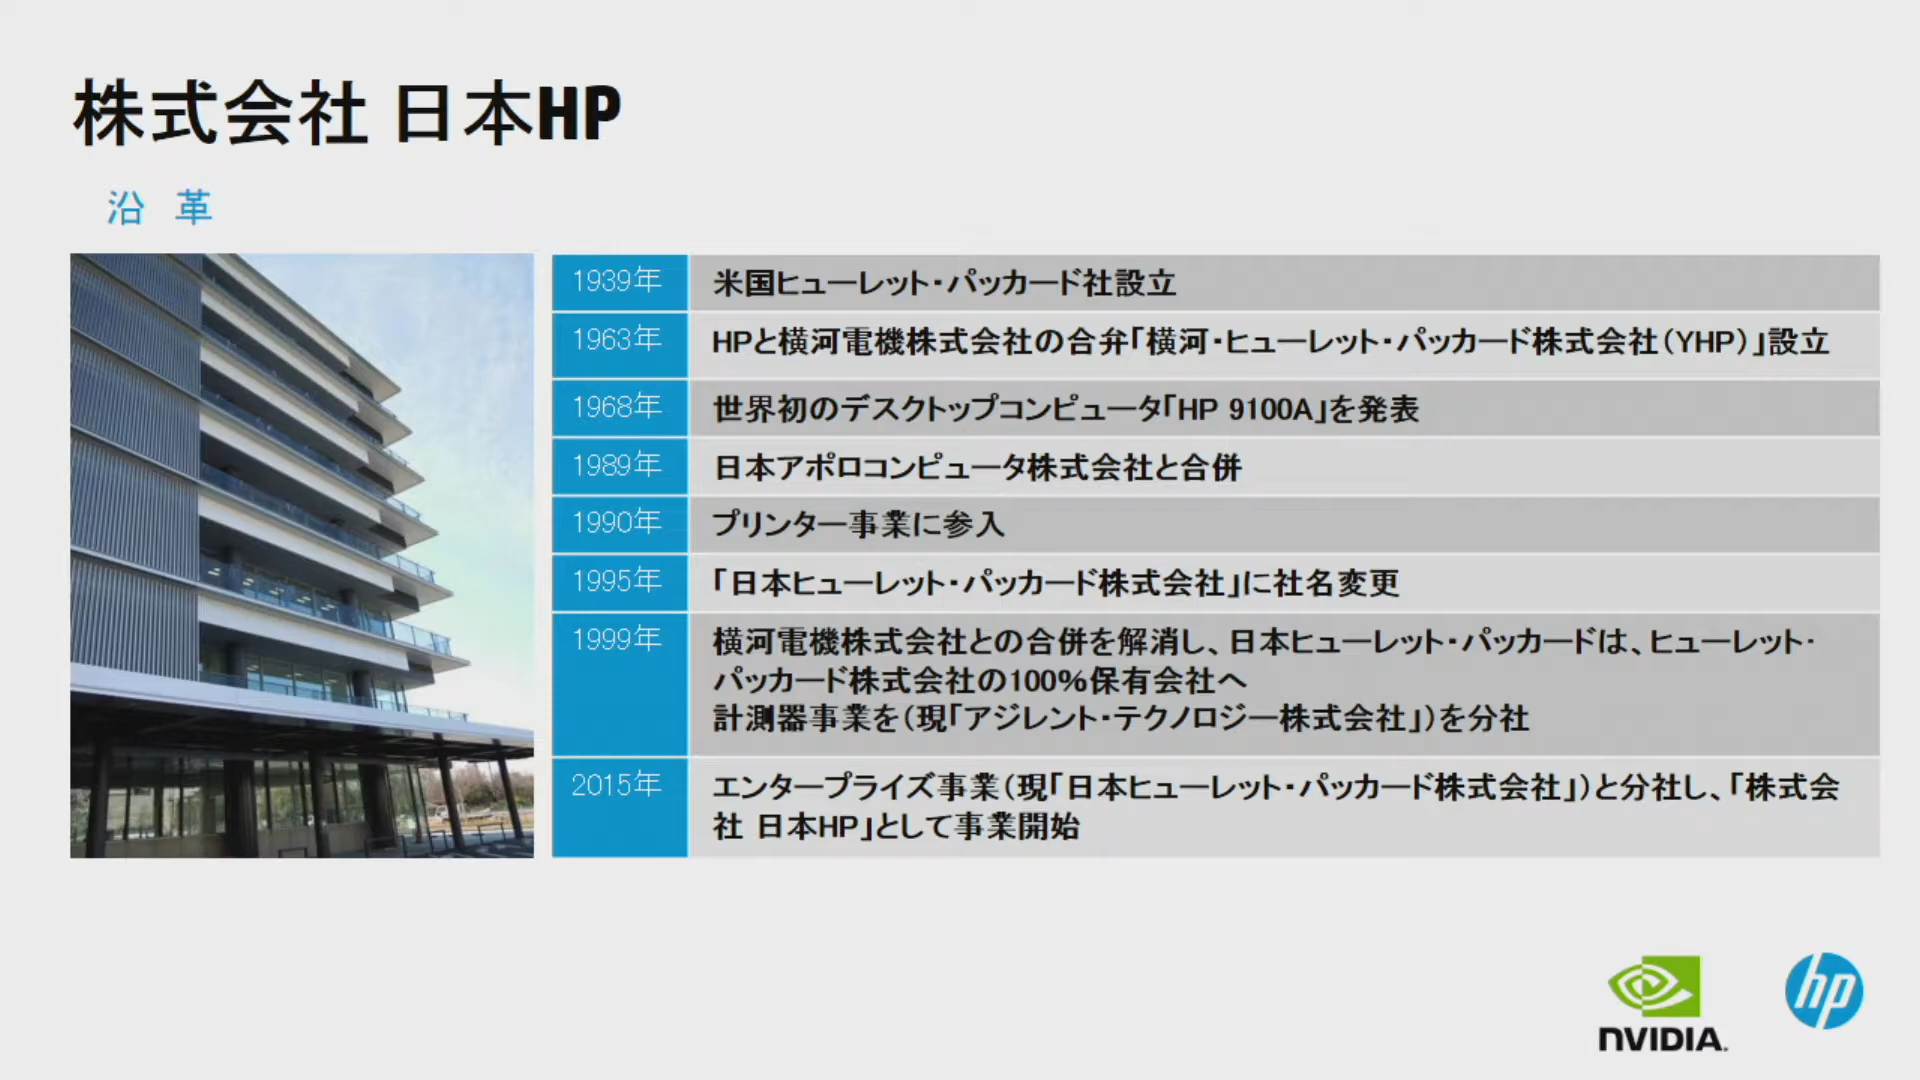 株式会社 日本HP
沿 革
1939年 米国ヒューレット・パッカード社設立
1963年 HPと横河電機株式会社の合弁「横河・ヒューレット・パッカード株式会社（YHP）」設立
1968年 世界初のデスクトップコンピュータ「HP 9100A」を発表
1989年 日本アポロコンピュータ株式会社と合併
1990年 プリンター事業に参入
1995年 「日本ヒューレット・パッカード株式会社」に社名変更
1999年 横河電機株式会社との合併を解消し、日本ヒューレット・パッカードは、ヒューレット・
パッカード株式会社の100%保有会社へ
計測器事業を（現「アジレント・テクノロジー株式会社」）を分社
2015年 エンタープライズ事業（現「日本ヒューレット・パッカード株式会社」）と分社し、「株式会
社 日本HP」として事業開始
NVIDIA.
hp